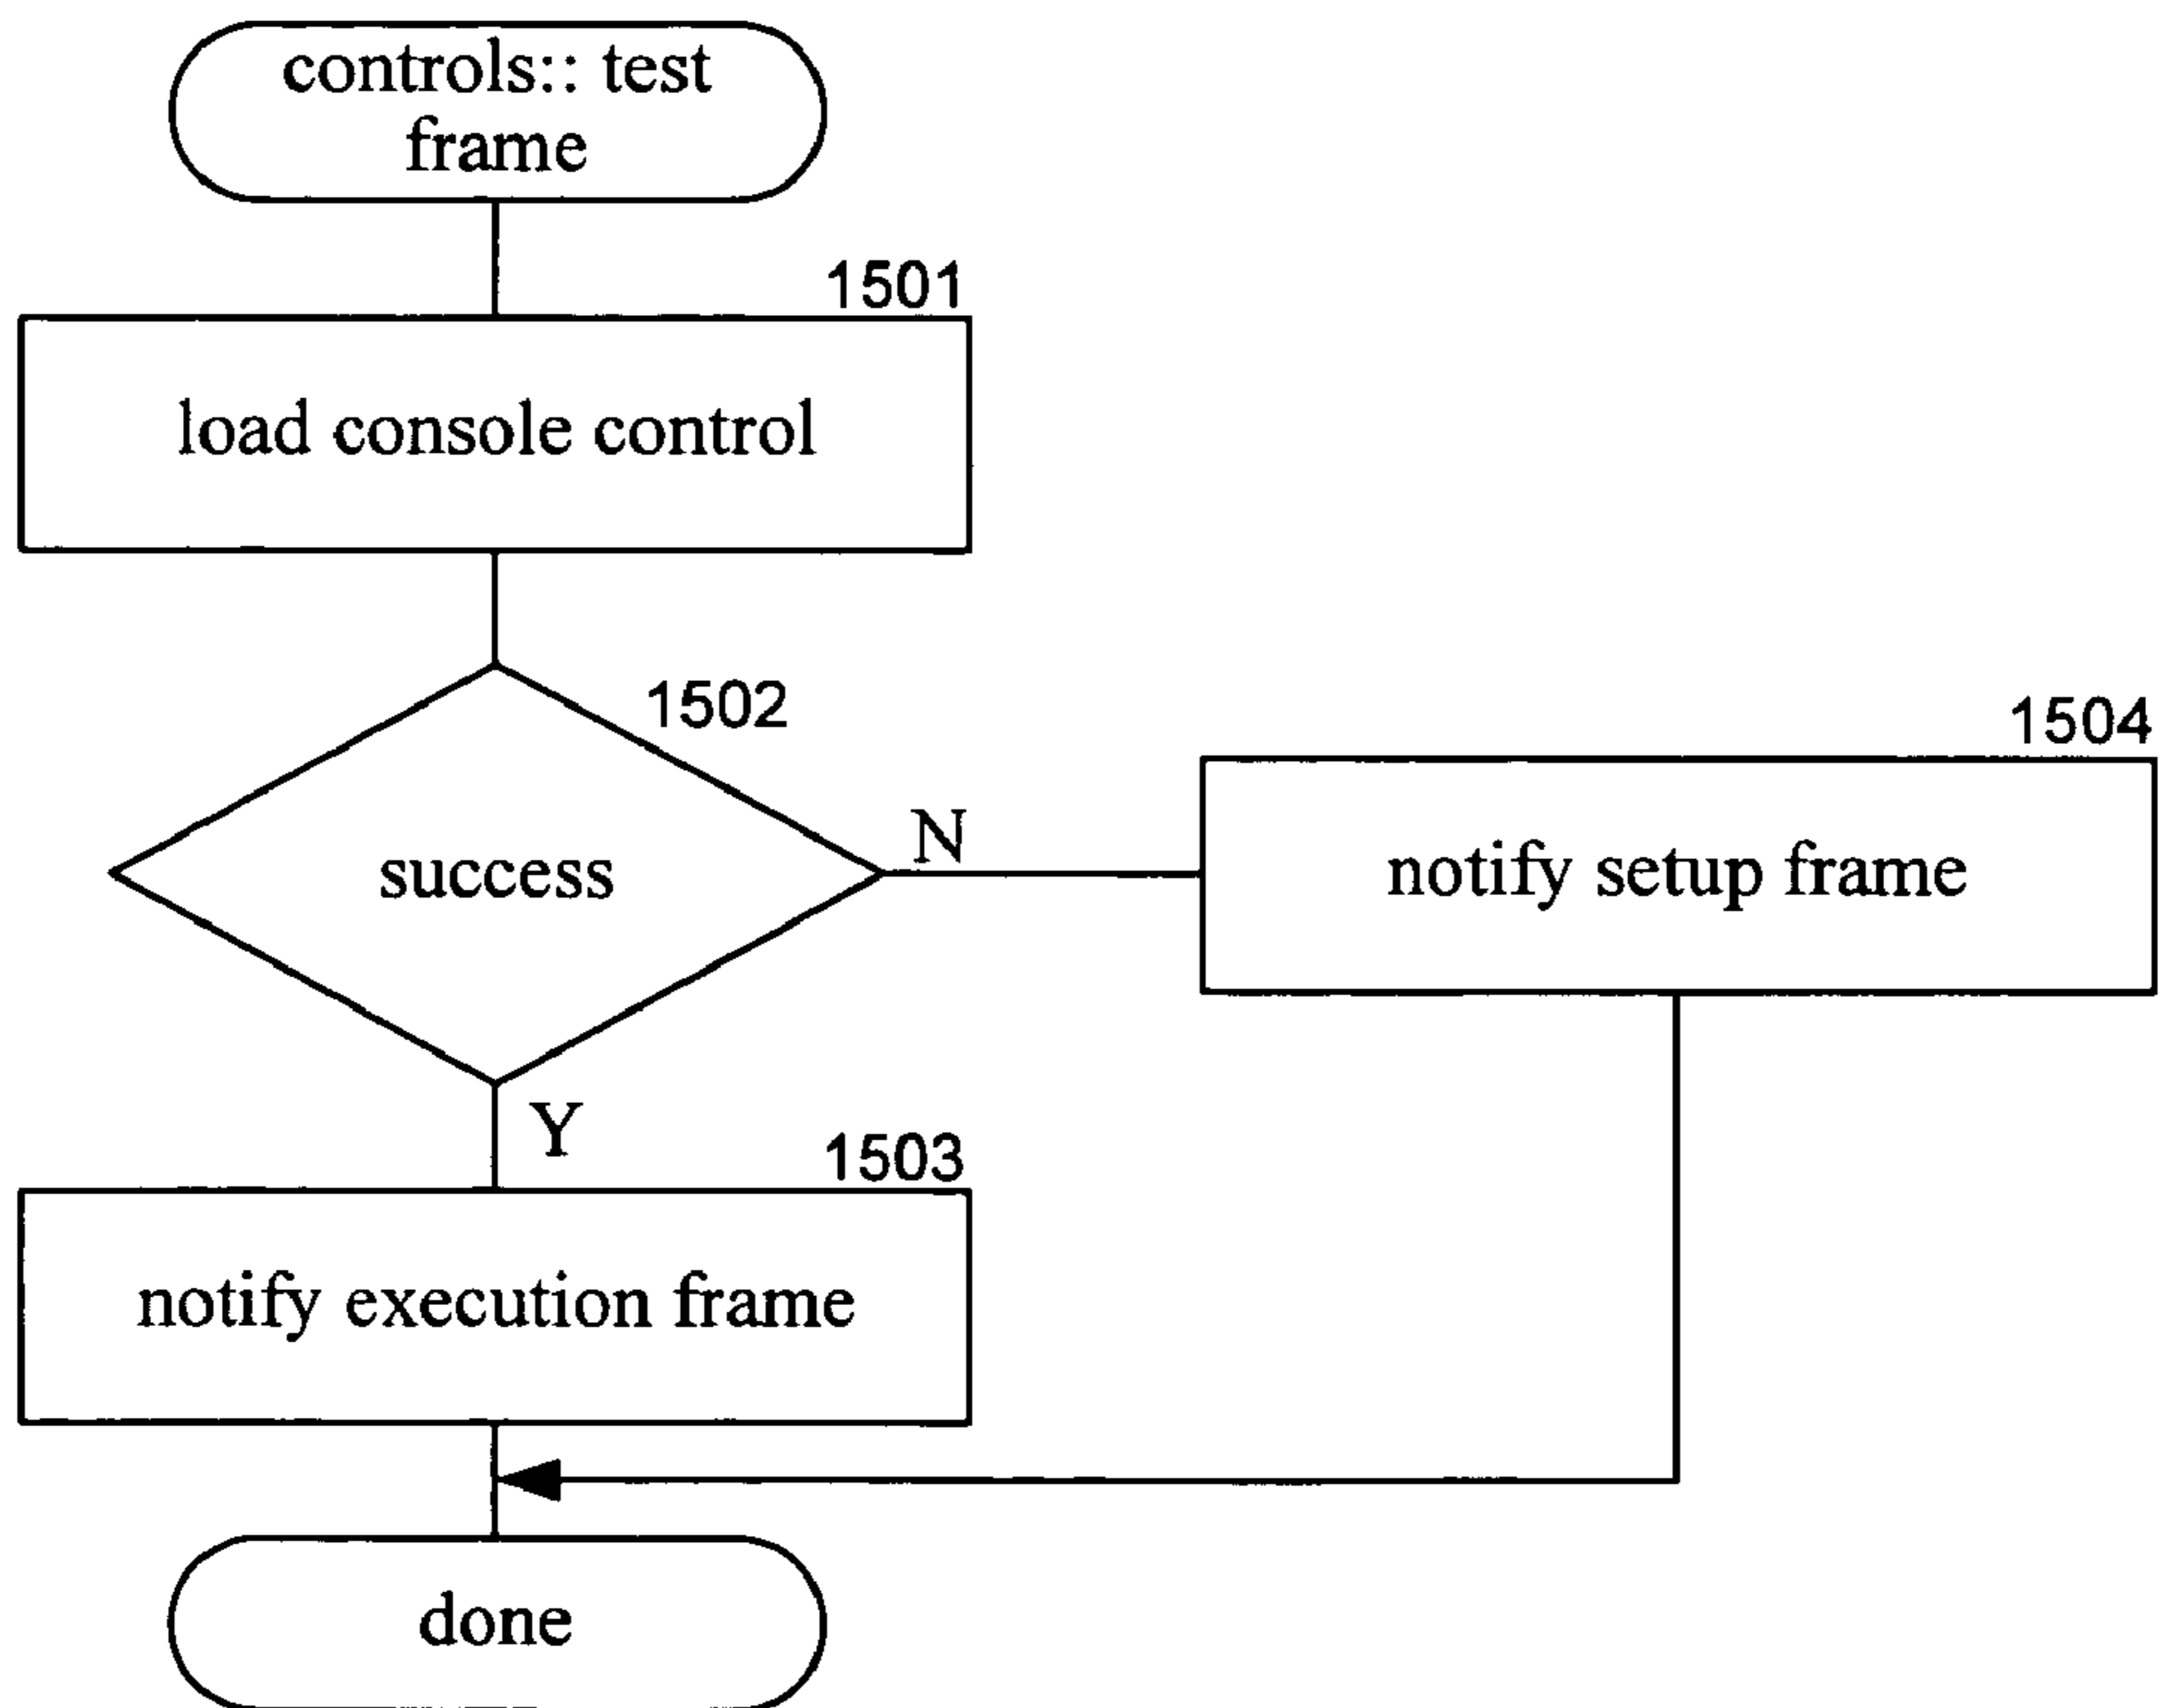 controls:: test
frame
1501
load console control
1502
success
N
1504
notify setup frame
Y
1503
notify execution frame
done